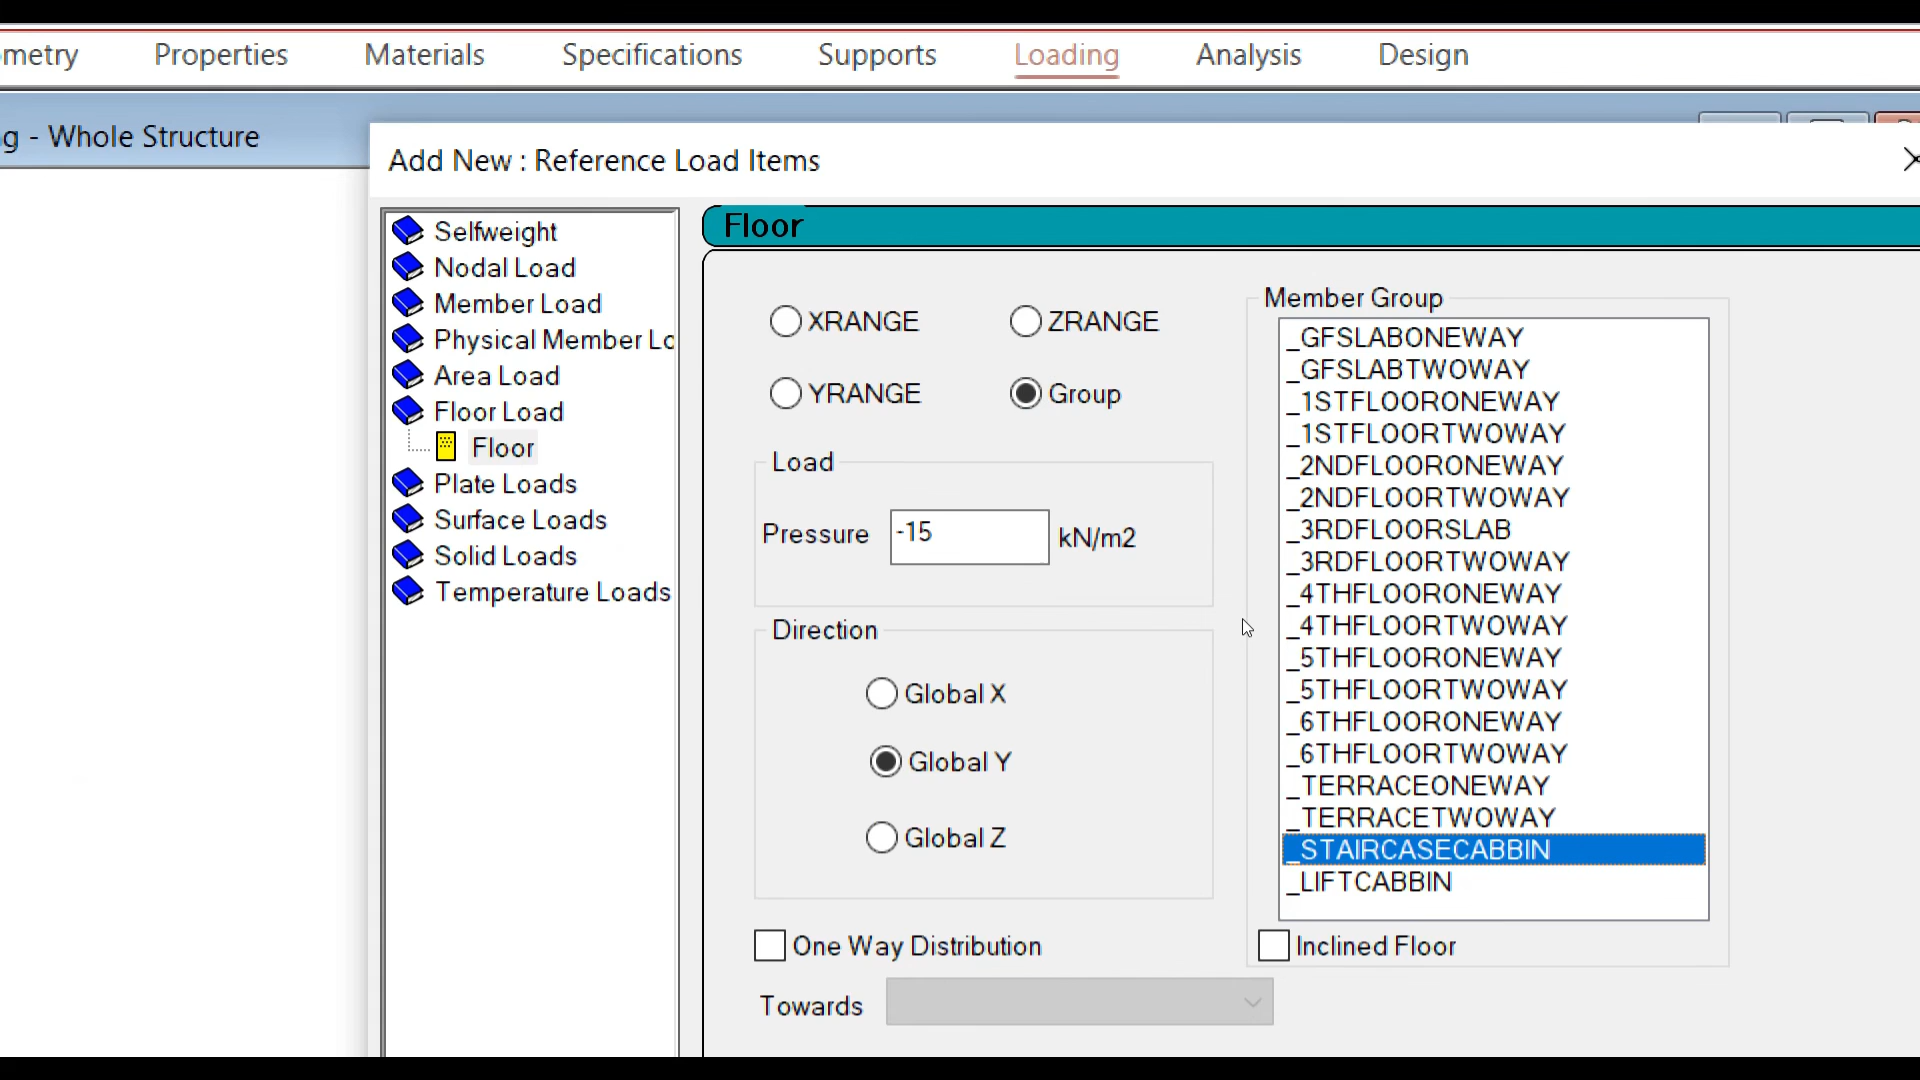 ometry Properties Materials Specifications Supports Loading Analysis Design
g - Whole Structure
Add New : Reference Load Items
Selfweight
Nodal Load
Member Load
Physical Member Lo
Area Load
Floor Load
Floor
Plate Loads
Surface Loads
Solid Loads
Temperature Loads
Floor
XRANGE
ZRANGE
YRANGE
Group
Load
Pressure -15 kN/m2
Direction
Global X
Global Y
Global Z
One Way Distribution
Towards
Member Group
_GFSLABONEWAY
_GFSLABTWOWAY
_1STFLOORONEWAY
_1STFLOORTWOWAY
_2NDFLOORONEWAY
_2NDFLOORTWOWAY
_3RDFLOORSLAB
_3RDFLOORTWOWAY
_4THFLOORONEWAY
_4THFLOORTWOWAY
_5THFLOORONEWAY
_5THFLOORTWOWAY
_6THFLOORONEWAY
_6THFLOORTWOWAY
_TERRACEONEWAY
_TERRACETWOWAY
_STAIRCASECABBIN
_LIFTCABBIN
Inclined Floor